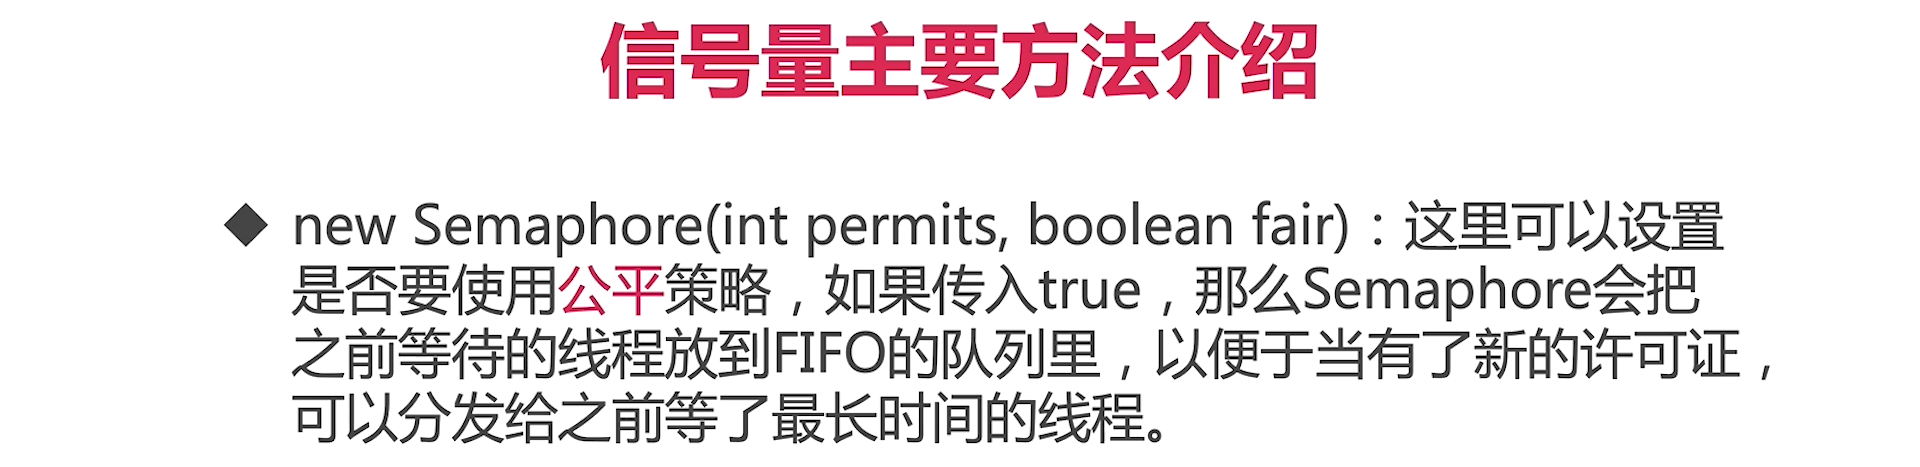 信号量主要方法介绍
◆ new Semaphore(int permits, boolean fair)：这里可以设置
是否要使用公平策略，如果传入true，那么Semaphore会把
之前等待的线程放到FIFO的队列里，以便于当有了新的许可证，
可以分发给之前等了最长时间的线程。